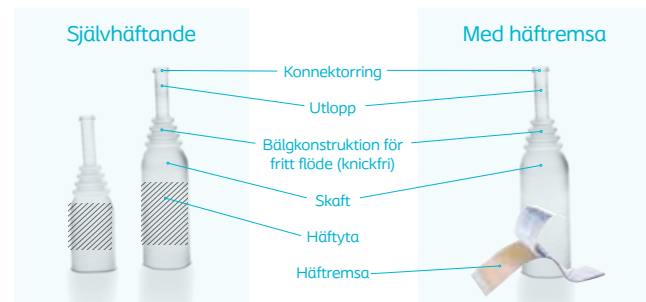 Självhäftande
Med häftremsa
Konnektorring
Utlopp
Bälgkonstruktion för
fritt flöde (knickfri)
Skaft
Häftyta
Häftremsa